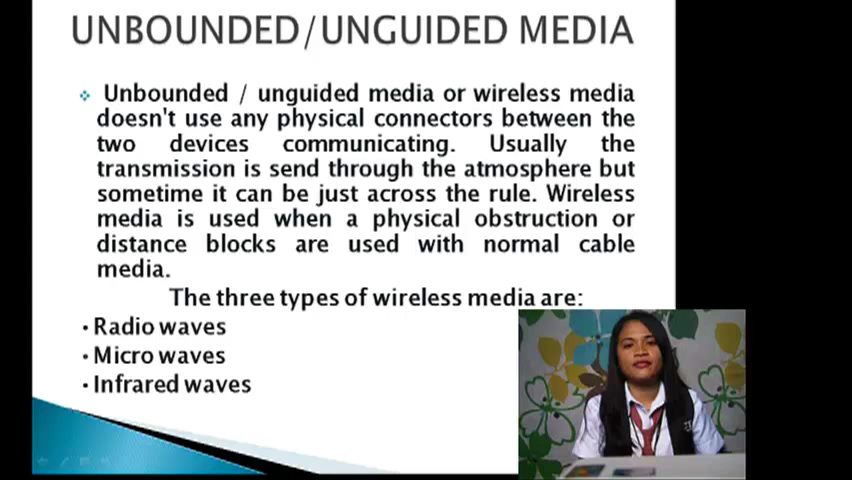 UNBOUNDED/UNGUIDED MEDIA
Unbounded / unguided media or wireless media
doesn't use any physical connectors between the
two devices communicating. Usually the
transmission is send through the atmosphere but
sometime it can be just across the rule. Wireless
media is used when a physical obstruction or
distance blocks are used with normal cable
media.
The three types of wireless media are:
•Radio waves
•Micro waves
•Infrared waves